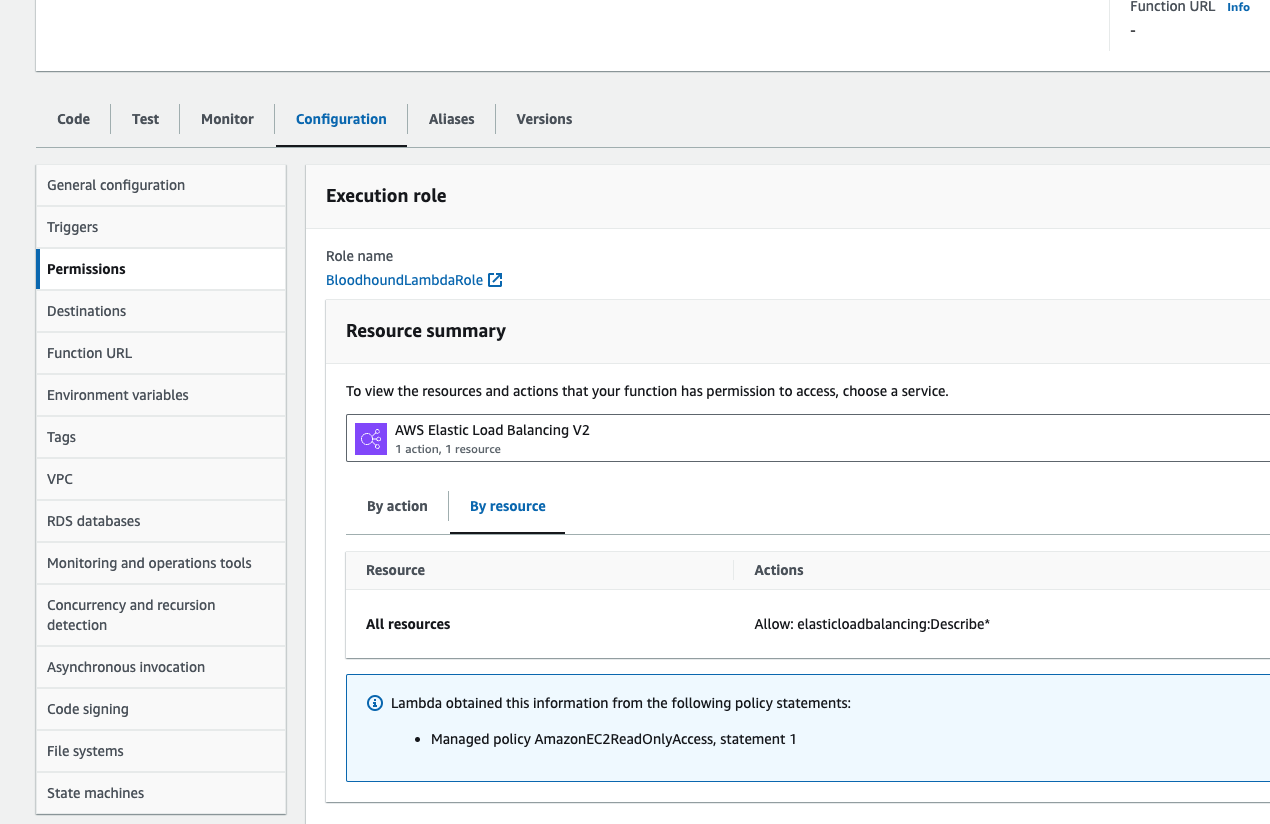 Function URL Info
-
Code Test Monitor Configuration Aliases Versions
General configuration
Triggers
Permissions
Destinations
Function URL
Environment variables
Tags
VPC
RDS databases
Monitoring and operations tools
Concurrency and recursion
detection
Asynchronous invocation
Code signing
File systems
State machines
Execution role
Role name
BloodhoundLambdaRole
Resource summary
To view the resources and actions that your function has permission to access, choose a service.
AWS Elastic Load Balancing V2
1 action, 1 resource
By action By resource
Resource Actions
All resources Allow: elasticloadbalancing:Describe*
Lambda obtained this information from the following policy statements:
• Managed policy AmazonEC2ReadOnlyAccess, statement 1